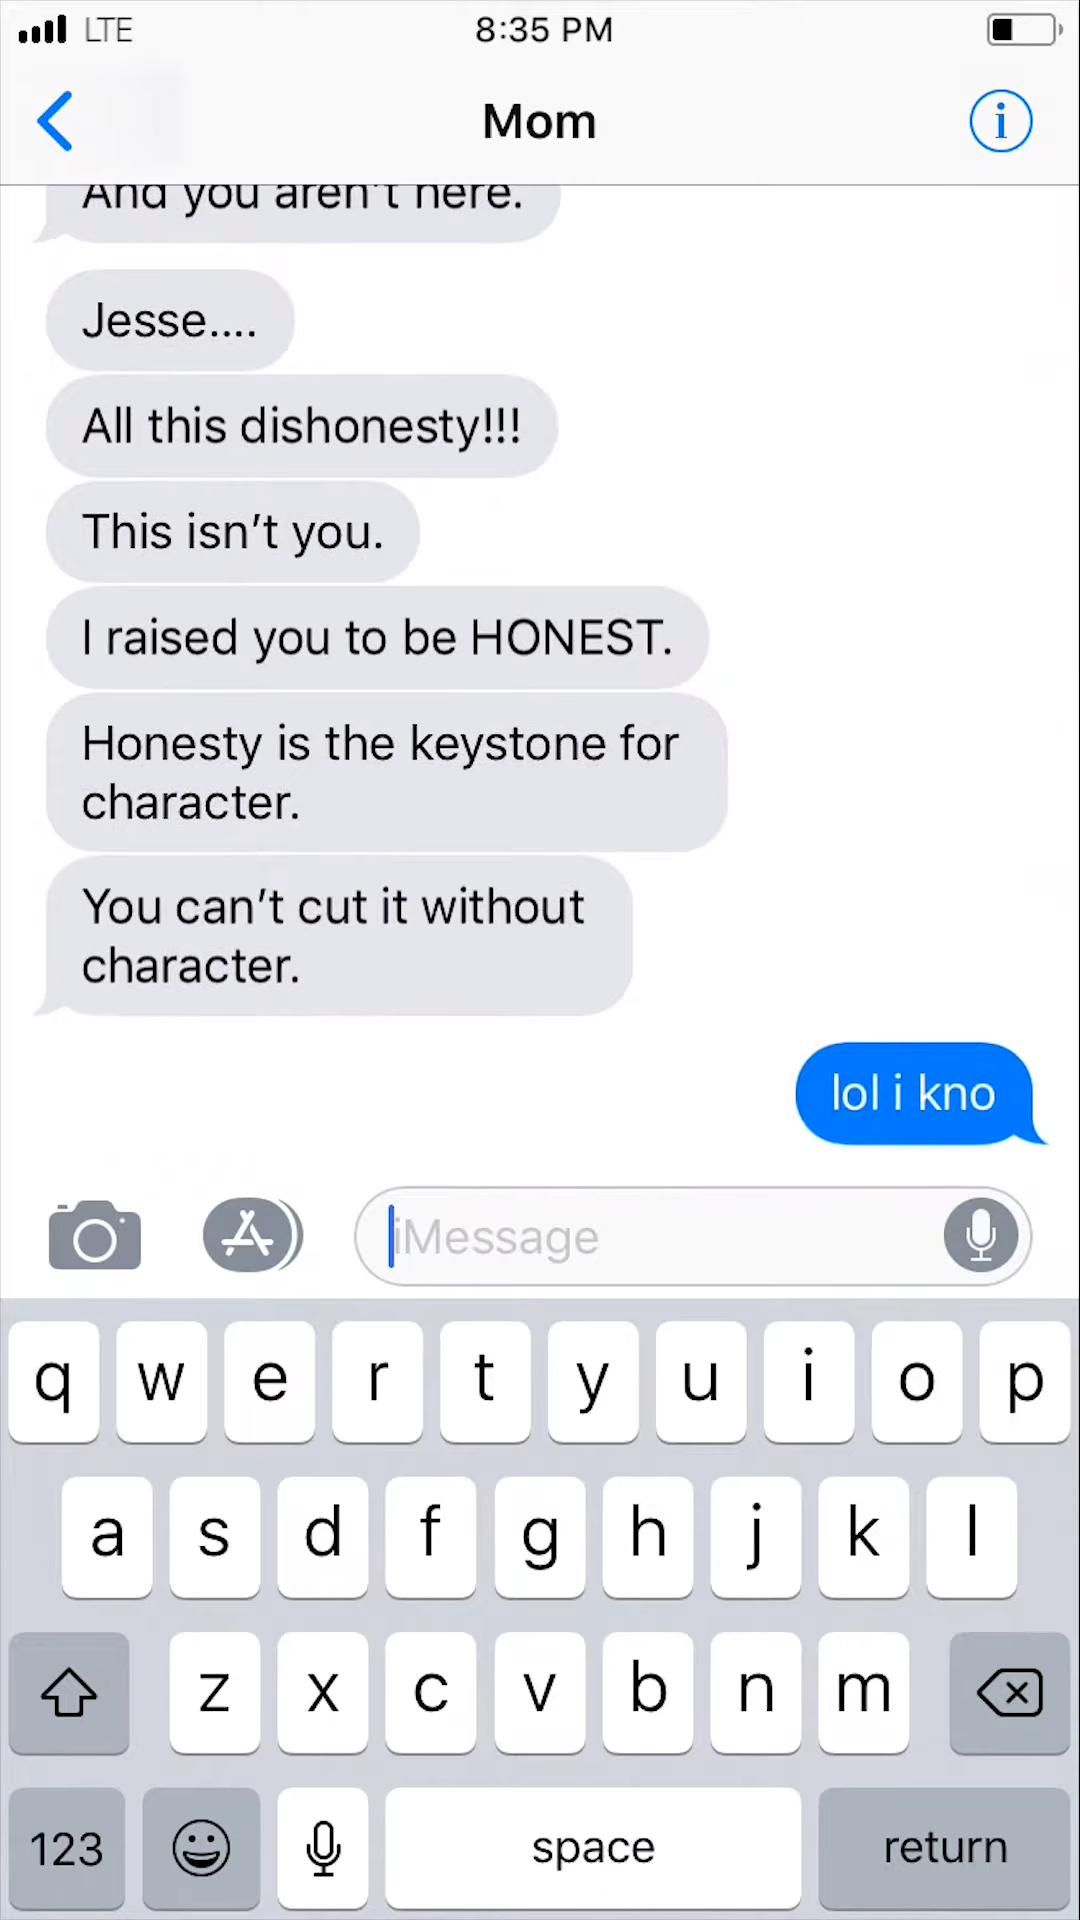 LTE
8:35 PM
Mom
And you aren't here.
Jesse....
All this dishonesty!!!
This isn’t you.
I raised you to be HONEST.
Honesty is the keystone for
character.
You can’t cut it without
character.
lol i kno
iMessage
q w e r t y u i o p
a s d f g h j k l
z x c v b n m
123 space return